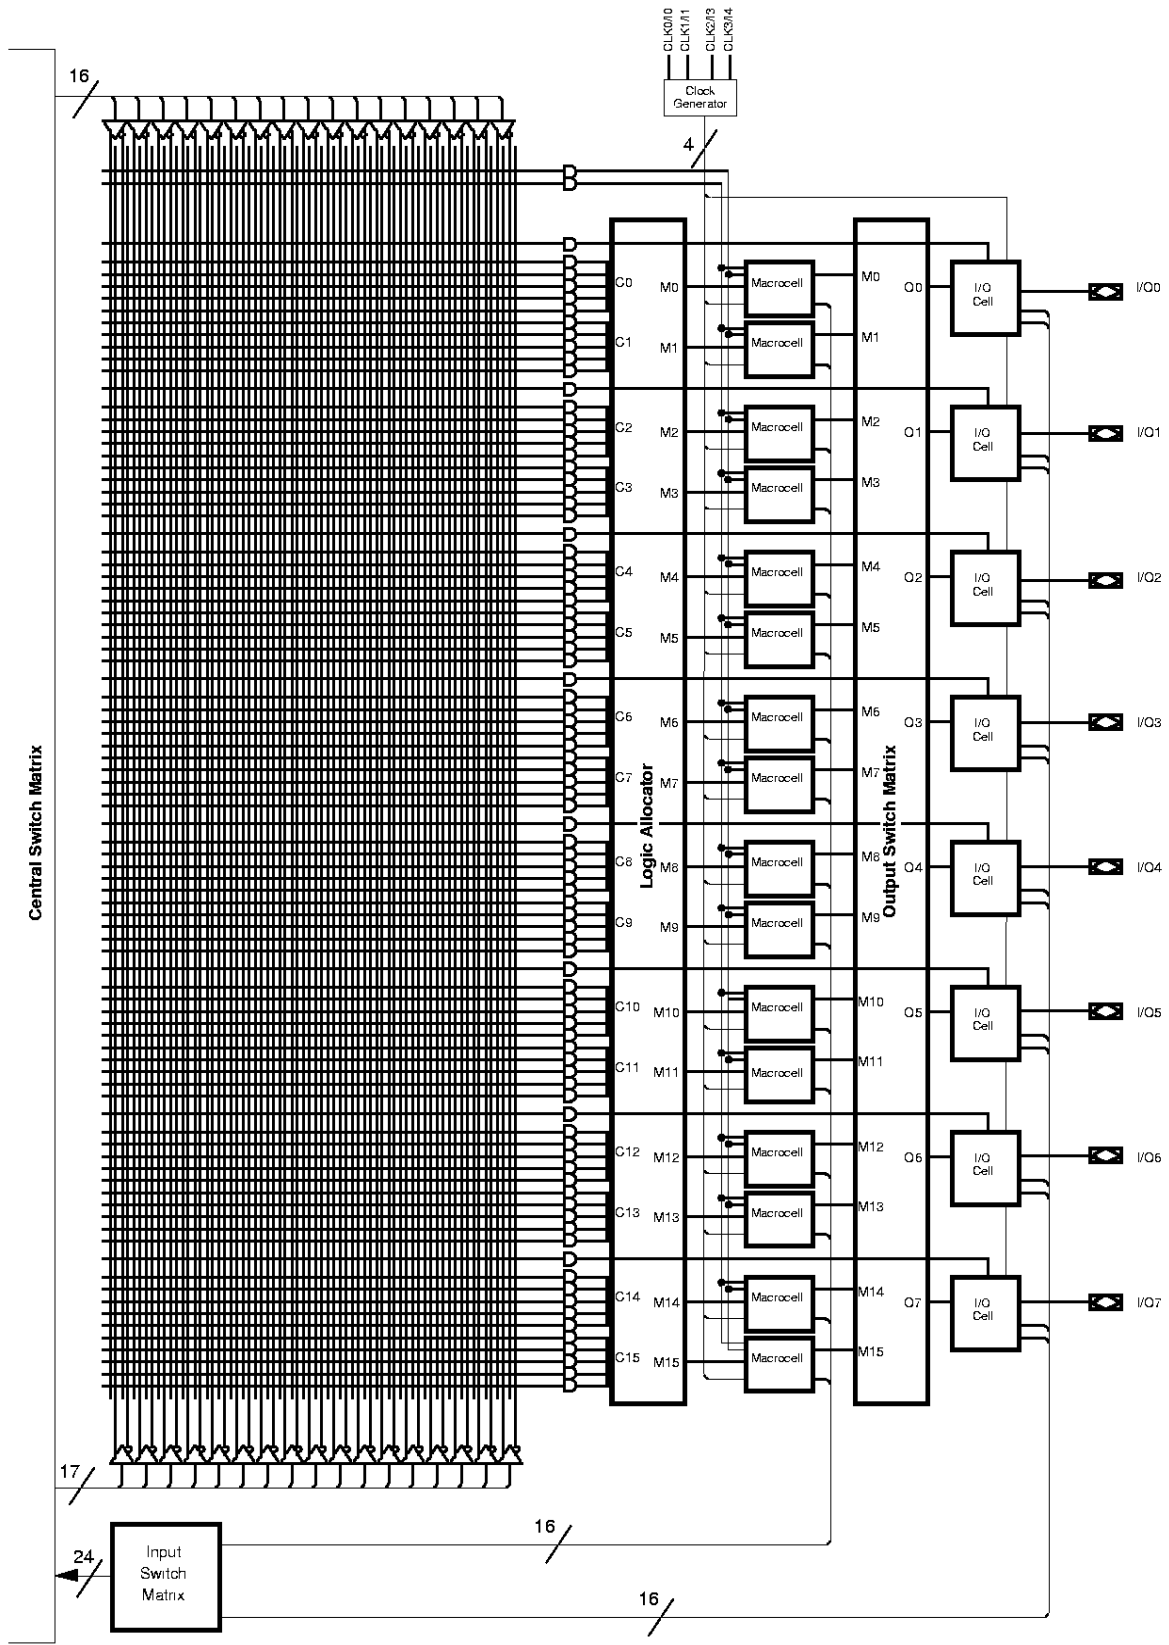 CLK0/I0
CLK1/I1
CLK2/I3
CLK3/I4
Clock
Generator
16
4
C0 M0 Macrocell M0 O0 I/O Cell I/O0
C1 M1 Macrocell M1
C2 M2 Macrocell M2 O1 I/O Cell I/O1
C3 M3 Macrocell M3
C4 M4 Macrocell M4 O2 I/O Cell I/O2
C5 M5 Macrocell M5
C6 M6 Macrocell M6 O3 I/O Cell I/O3
C7 M7 Macrocell M7
Central Switch Matrix
Logic Allocator
Output Switch Matrix
C8 M8 Macrocell M8 O4 I/O Cell I/O4
C9 M9 Macrocell M9
C10 M10 Macrocell M10 O5 I/O Cell I/O5
C11 M11 Macrocell M11
C12 M12 Macrocell M12 O6 I/O Cell I/O6
C13 M13 Macrocell M13
C14 M14 Macrocell M14 O7 I/O Cell I/O7
C15 M15 Macrocell M15
17
16
24
Input
Switch
Matrix
16